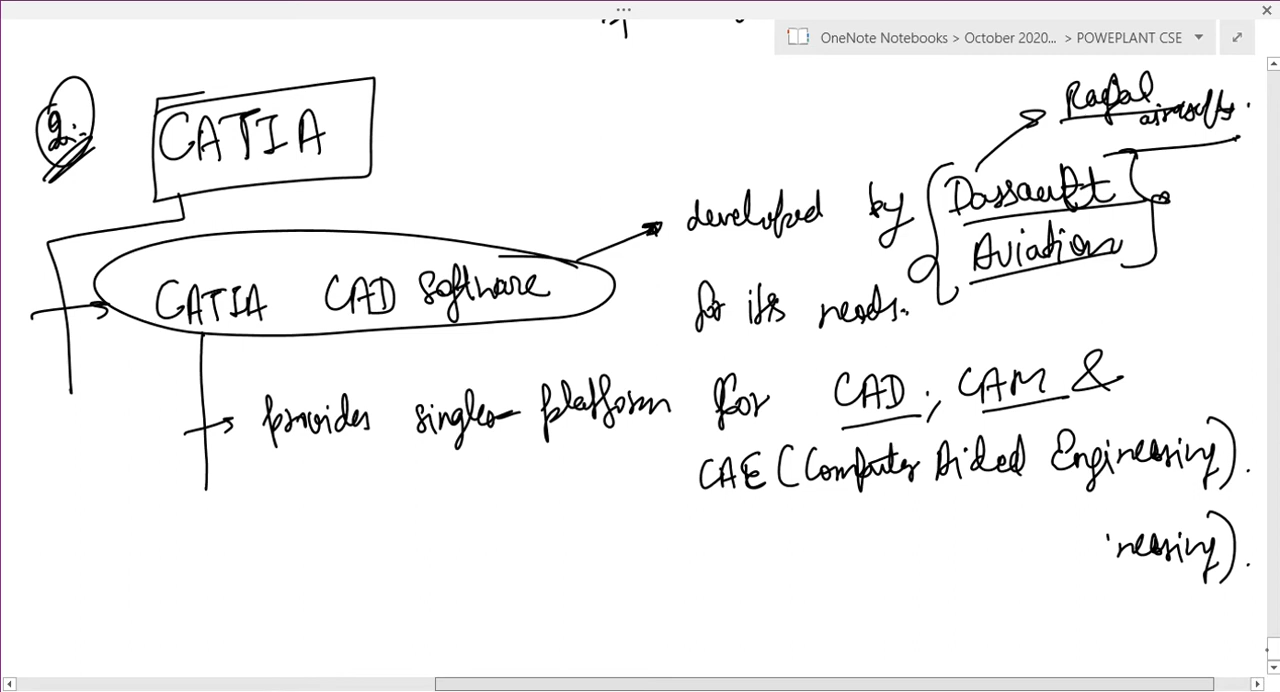 OneNote Notebooks > October 2020... > POWEPLANT CSE
2.
CATIA
Rafal
aircrafts.
developed by Dassault
Aviation
CATIA CAD Software
for its needs.
provides single platform for CAD, CAM &
CAE (Computer Aided Engineering).
neering).